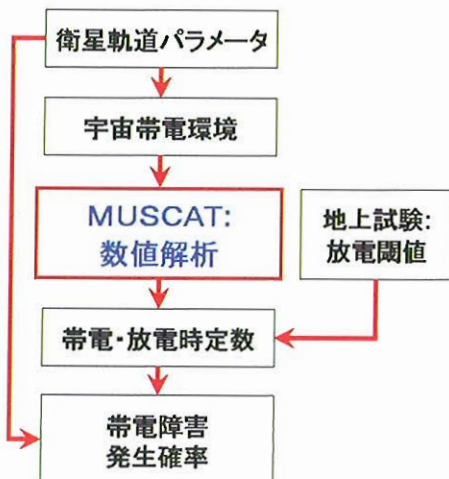 衛星軌道パラメータ
宇宙帯電環境
MUSCAT:
数値解析
地上試験:
放電閾値
帯電・放電時定数
帯電障害
発生確率